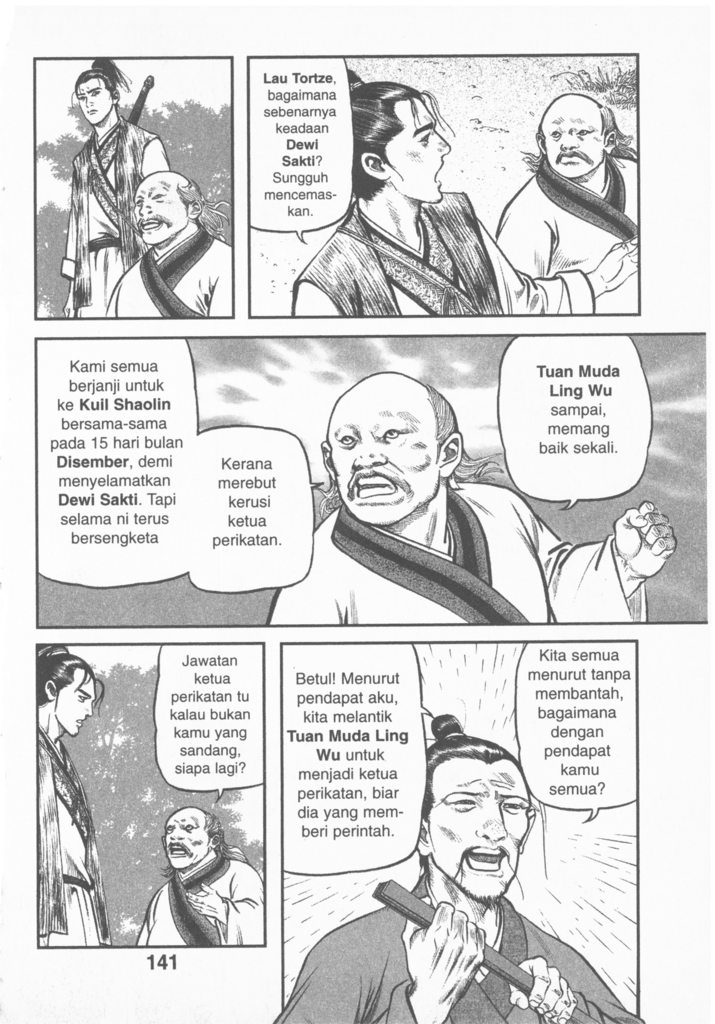 Lau Tortze,
bagaimana
sebenarnya
keadaan
Dewi
Sakti?
Sungguh
mencemas-
kan.
Tuan Muda
Ling Wu
sampai,
memang
baik sekali.
Kami semua
berjanji untuk
ke Kuil Shaolin
bersama-sama
pada 15 hari bulan
Disember, demi
menyelamatkan
Dewi Sakti. Tapi
selama ni terus
bersengketa
Kerana
merebut
kerusi
ketua
perikatan.
Jawatan
ketua
perikatan tu
kalau bukan
kamu yang
sandang,
siapa lagi?
Betul! Menurut
pendapat aku,
kita melantik
Tuan Muda Ling
Wu untuk
menjadi ketua
perikatan, biar
dia yang mem-
beri perintah.
Kita semua
menurut tanpa
membantah,
bagaimana
dengan
pendapat
kamu
semua?
141